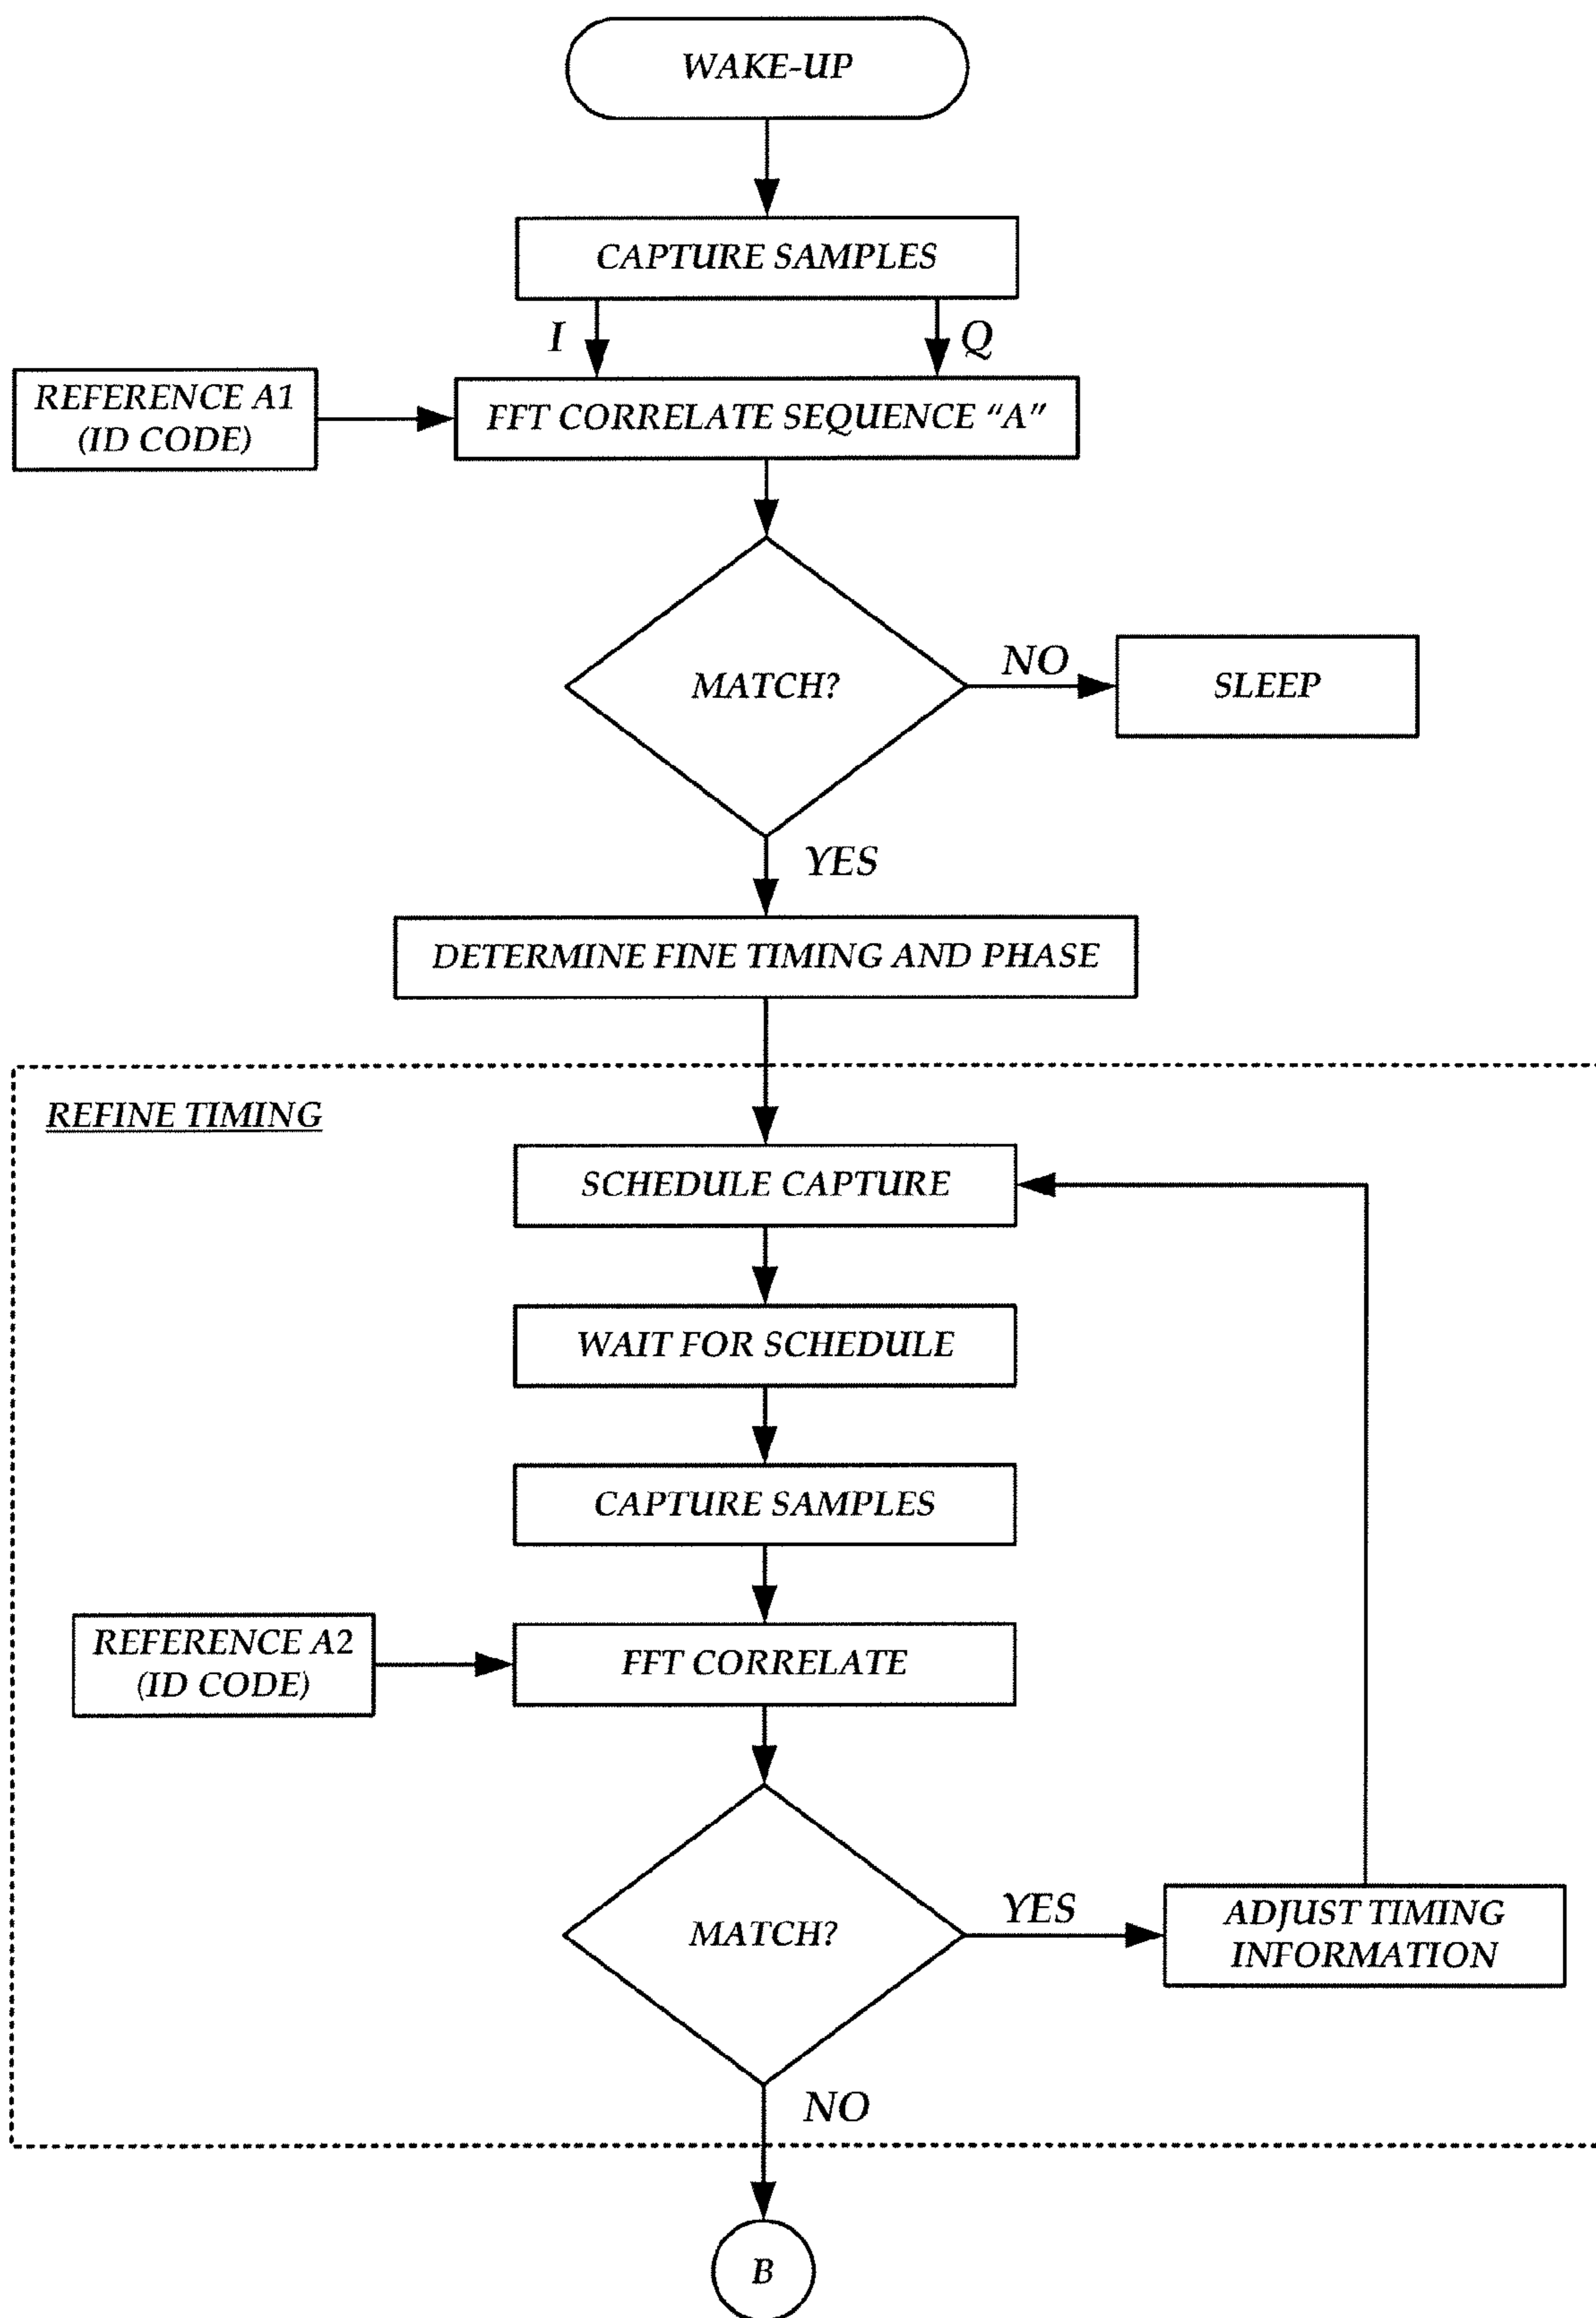 WAKE-UP
CAPTURE SAMPLES
I
Q
REFERENCE A1
(ID CODE)
FFT CORRELATE SEQUENCE “A”
MATCH?
NO
SLEEP
YES
DETERMINE FINE TIMING AND PHASE
REFINE TIMING
SCHEDULE CAPTURE
WAIT FOR SCHEDULE
CAPTURE SAMPLES
REFERENCE A2
(ID CODE)
FFT CORRELATE
MATCH?
YES
ADJUST TIMING
INFORMATION
NO
B